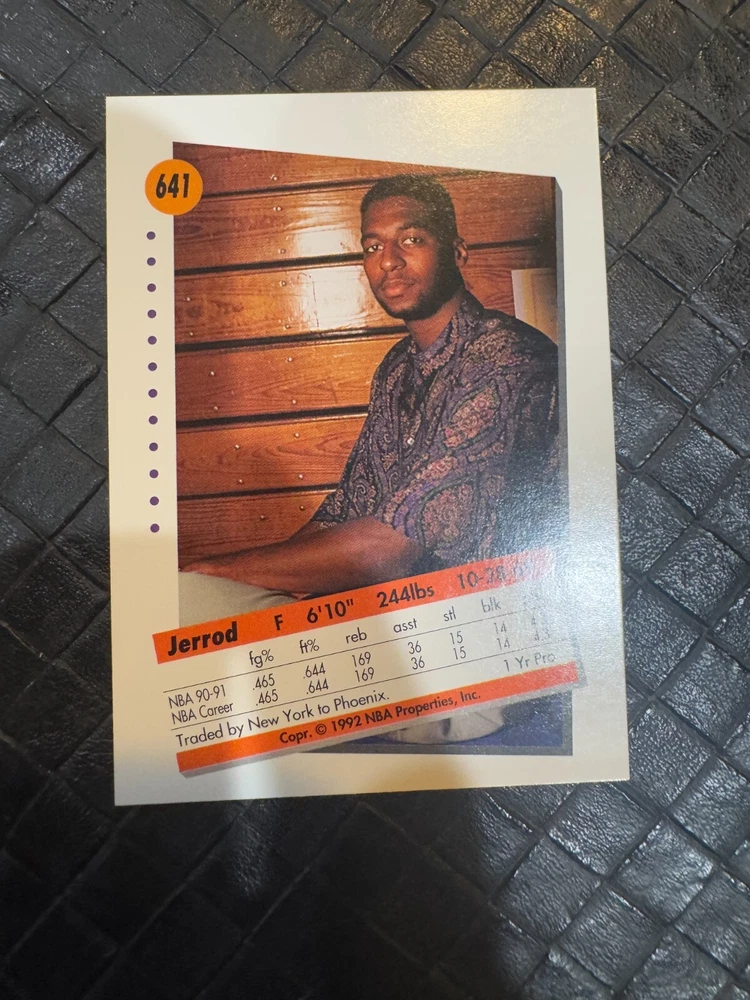 641
Jerrod F 6'10" 244lbs
fg% ft% reb asst stl blk
NBA 90-91 .465 .644 169 36 15 14
NBA Career .465 .644 169 36 15 14
Traded by New York to Phoenix. 1 Yr Pro
Copr. © 1992 NBA Properties, Inc.